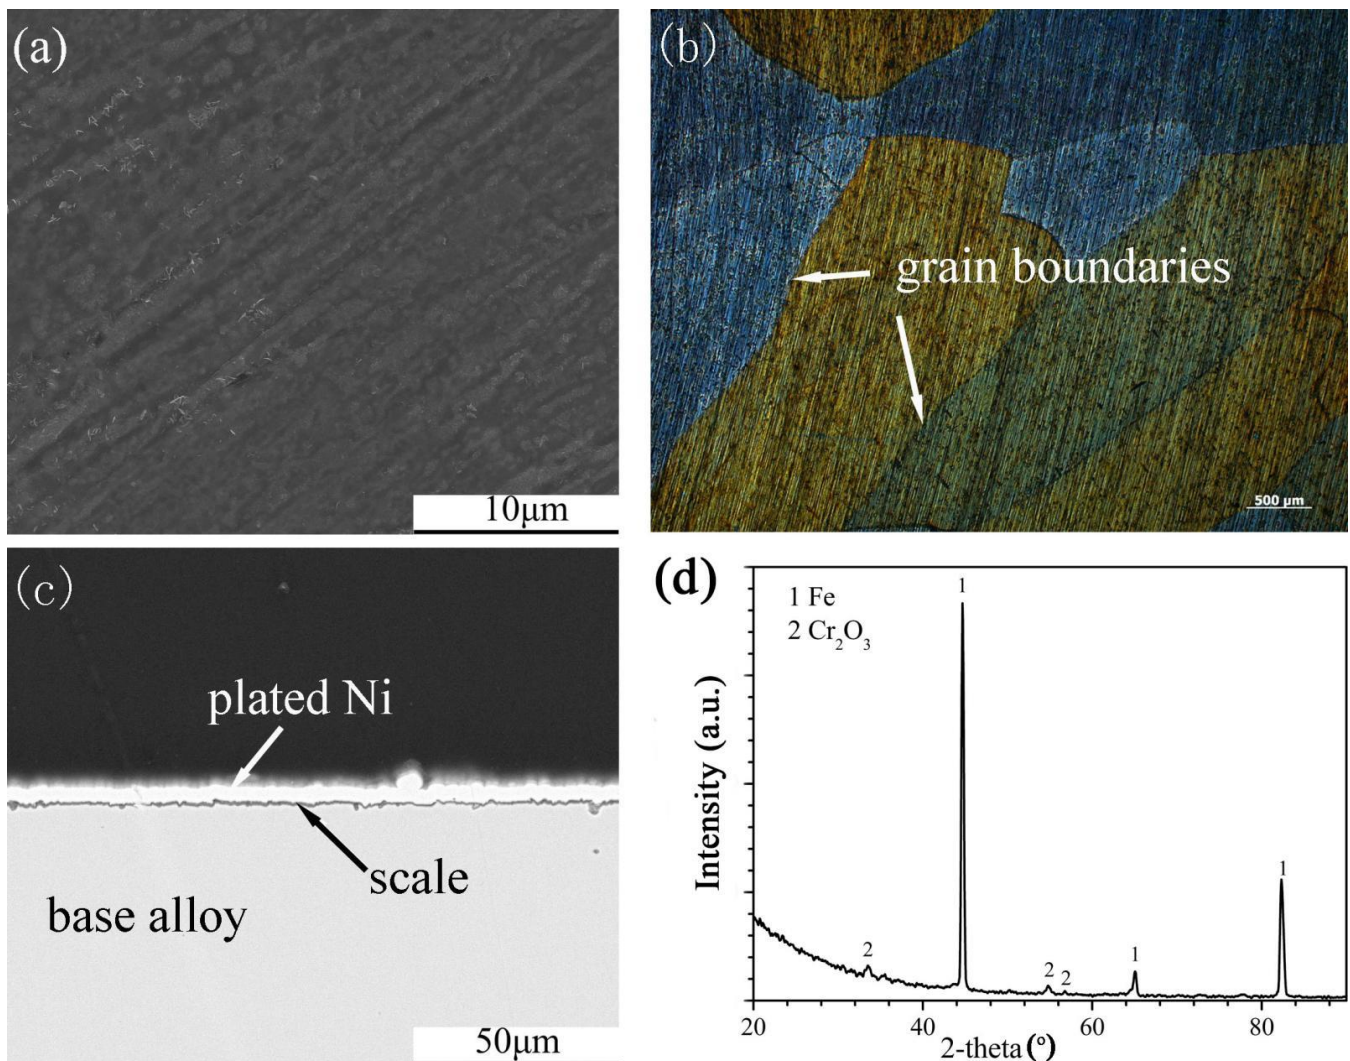 (a)
10μm
(b)
grain boundaries
500 μm
(c)
plated Ni
scale
base alloy
50μm
(d)
1 Fe
2 Cr₂O₃
1
2
2
2
1
1
Intensity (a.u.)
20
40
60
80
2-theta (°)